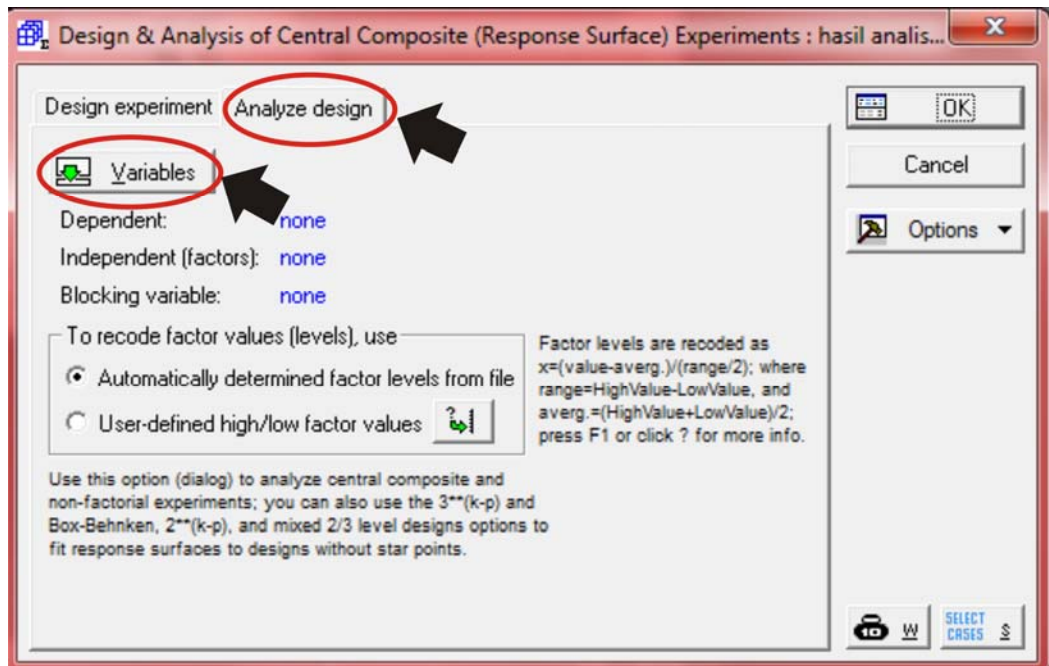 Design & Analysis of Central Composite (Response Surface) Experiments : hasil analis...
Design experiment
Analyze design
Variables
Dependent: none
Independent (factors): none
Blocking variable: none
To recode factor values (levels), use
Automatically determined factor levels from file
User-defined high/low factor values
Factor levels are recoded as
x=(value-averg.)/(range/2); where
range=HighValue-LowValue, and
averg.=(HighValue+LowValue)/2;
press F1 or click ? for more info.
Use this option (dialog) to analyze central composite and
non-factorial experiments; you can also use the 3**(k-p) and
Box-Behnken, 2**(k-p), and mixed 2/3 level designs options to
fit response surfaces to designs without star points.
OK
Cancel
Options
W
SELECT
CASES
S